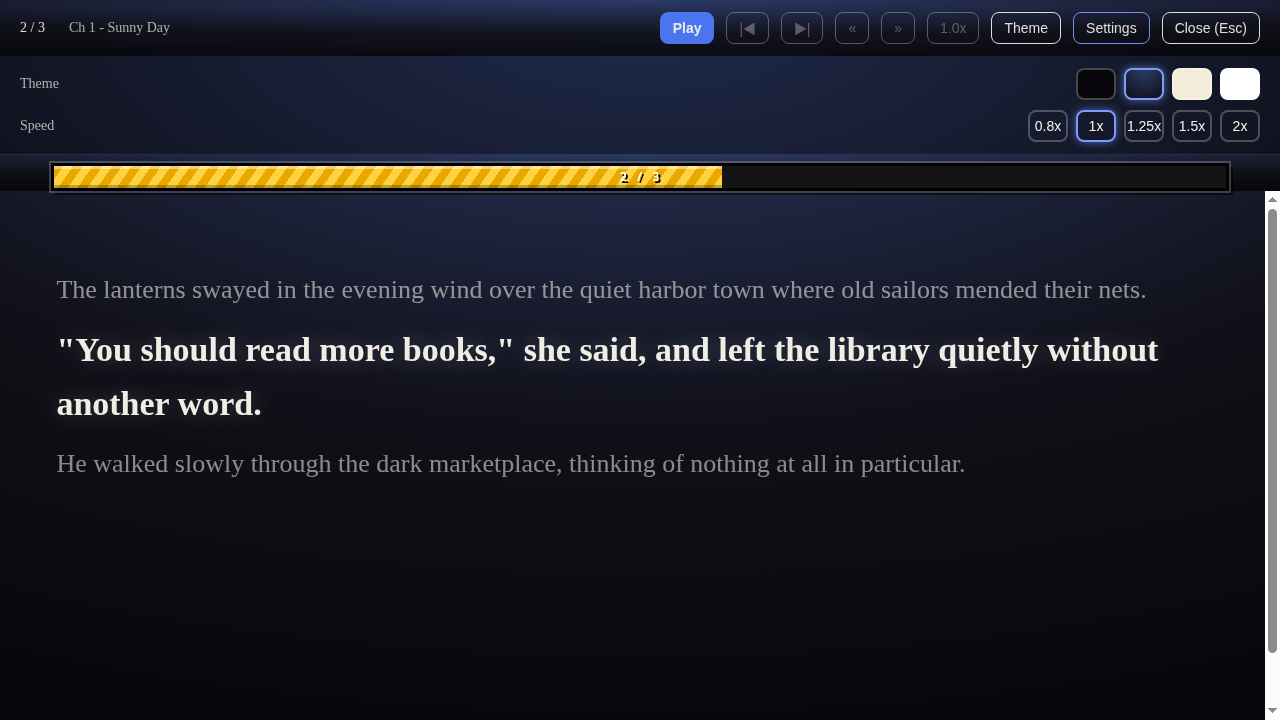 2 / 3 Ch 1 - Sunny Day Play |◀ ▶| « » 1.0x Theme Settings Close (Esc)
Theme
Speed 0.8x 1x 1.25x 1.5x 2x
2 / 3
The lanterns swayed in the evening wind over the quiet harbor town where old sailors mended their nets.
"You should read more books," she said, and left the library quietly without
another word.
He walked slowly through the dark marketplace, thinking of nothing at all in particular.